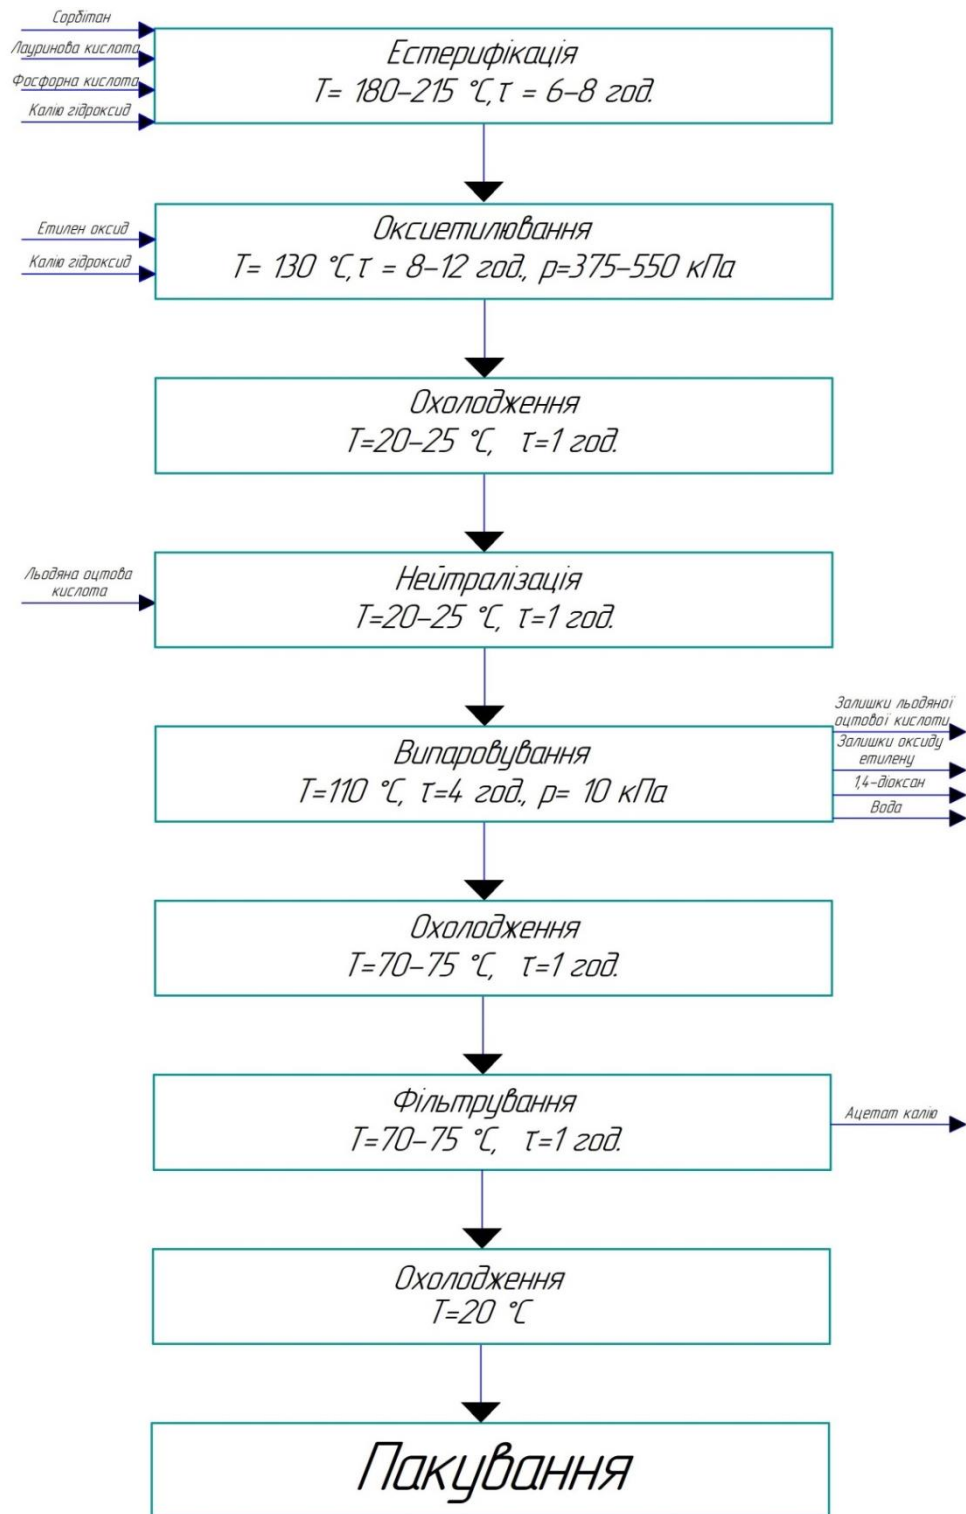 Сорбітан
Лауринова кислота
Фосфорна кислота
Калію гідроксид
Естерифікація
T= 180–215 °C,τ = 6–8 год.
Етилен оксид
Калію гідроксид
Оксиетилювання
T= 130 °C,τ = 8–12 год., p=375–550 кПа
Охолодження
T=20–25 °C, τ=1 год.
Льодяна оцтова
кислота
Нейтралізація
T=20–25 °C, τ=1 год.
Випаровування
T=110 °C, τ=4 год., p= 10 кПа
Залишки льодяної
оцтової кислоти
Залишки оксиду
етилену
1,4-діоксан
Вода
Охолодження
T=70–75 °C, τ=1 год.
Фільтрування
T=70–75 °C, τ=1 год.
Ацетат калію
Охолодження
T=20 °C
Пакування